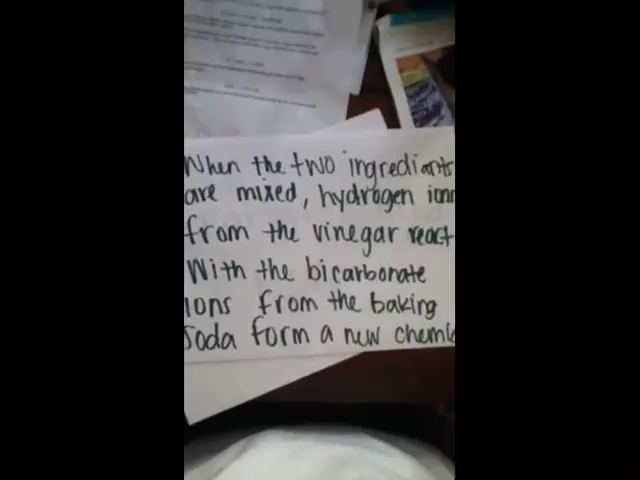 When the two ingrediants
are mixed, hydrogen ions
from the vinegar react
With the bicarbonate
ions from the baking
Soda form a new